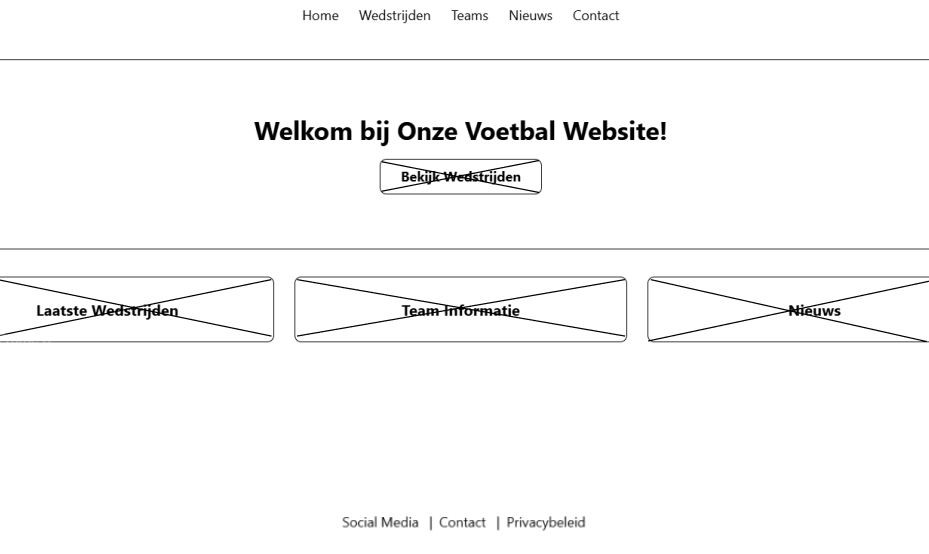 Home Wedstrijden Teams Nieuws Contact
Welkom bij Onze Voetbal Website!
Bekijk Wedstrijden
Laatste Wedstrijden Team Informatie Nieuws
Social Media | Contact | Privacybeleid